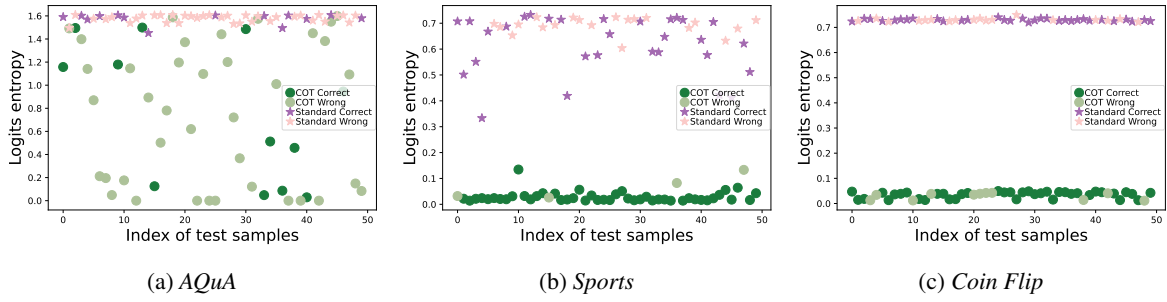 Logits entropy
1.6
1.4
1.2
1.0
0.8
0.6
0.4
0.2
0.0
0
10
20
30
40
50
Index of test samples
COT Correct
COT Wrong
Standard Correct
Standard Wrong
(a) AQuA
Logits entropy
0.7
0.6
0.5
0.4
0.3
0.2
0.1
0.0
0
10
20
30
40
50
Index of test samples
COT Correct
COT Wrong
Standard Correct
Standard Wrong
(b) Sports
Logits entropy
0.7
0.6
0.5
0.4
0.3
0.2
0.1
0.0
0
10
20
30
40
50
Index of test samples
COT Correct
COT Wrong
Standard Correct
Standard Wrong
(c) Coin Flip